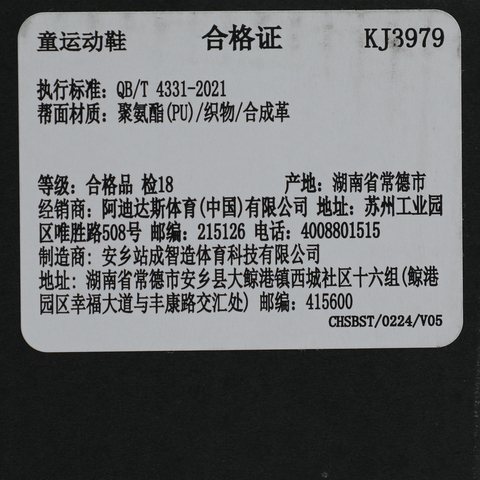 童运动鞋 合格证 KJ3979
执行标准: QB/T 4331-2021
帮面材质: 聚氨酯(PU)/织物/合成革
等级: 合格品 检18 产地: 湖南省常德市
经销商: 阿迪达斯体育(中国)有限公司 地址: 苏州工业园
区唯胜路508号 邮编: 215126 电话: 4008801515
制造商: 安乡站成智造体育科技有限公司
地址: 湖南省常德市安乡县大鲸港镇西城社区十六组(鲸港
园区幸福大道与丰康路交汇处) 邮编: 415600
CHSBST/0224/V05